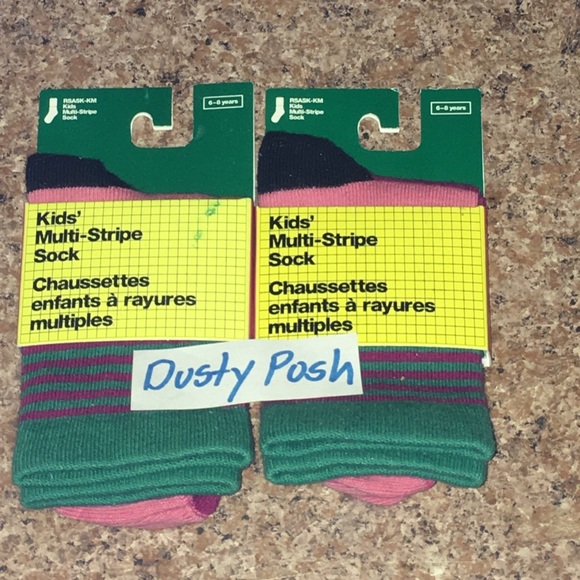 RSASK-KM
Kids
Multi-Stripe
Sock
6–8 years
Kids'
Multi-Stripe
Sock
Chaussettes
enfants à rayures
multiples
RSASK-KM
Kids
Multi-Stripe
Sock
6–8 years
Kids'
Multi-Stripe
Sock
Chaussettes
enfants à rayures
multiples
Dusty Posh